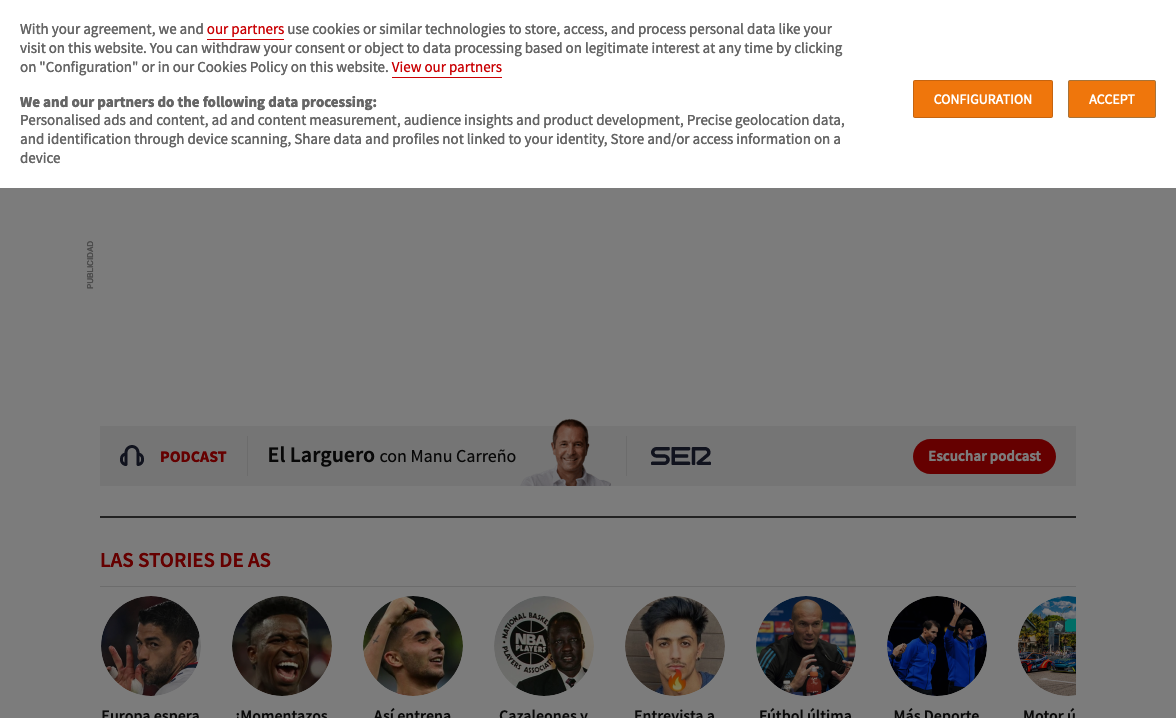 With your agreement, we and our partners use cookies or similar technologies to store, access, and process personal data like your
visit on this website. You can withdraw your consent or object to data processing based on legitimate interest at any time by clicking
on "Configuration" or in our Cookies Policy on this website. View our partners
We and our partners do the following data processing:
Personalised ads and content, ad and content measurement, audience insights and product development, Precise geolocation data,
and identification through device scanning, Share data and profiles not linked to your identity, Store and/or access information on a
device
CONFIGURATION
ACCEPT
PUBLICIDAD
PODCAST
El Larguero con Manu Carreño
SER
Escuchar podcast
LAS STORIES DE AS
NATIONAL BASKE
NBA
PLAYERS
PLAYERS ASSOCIAT
Europa espera
¡Momentazos
Así entrena
Cazaleones y
Entrevista a
Fútbol última
Más Deporte
Motor ú